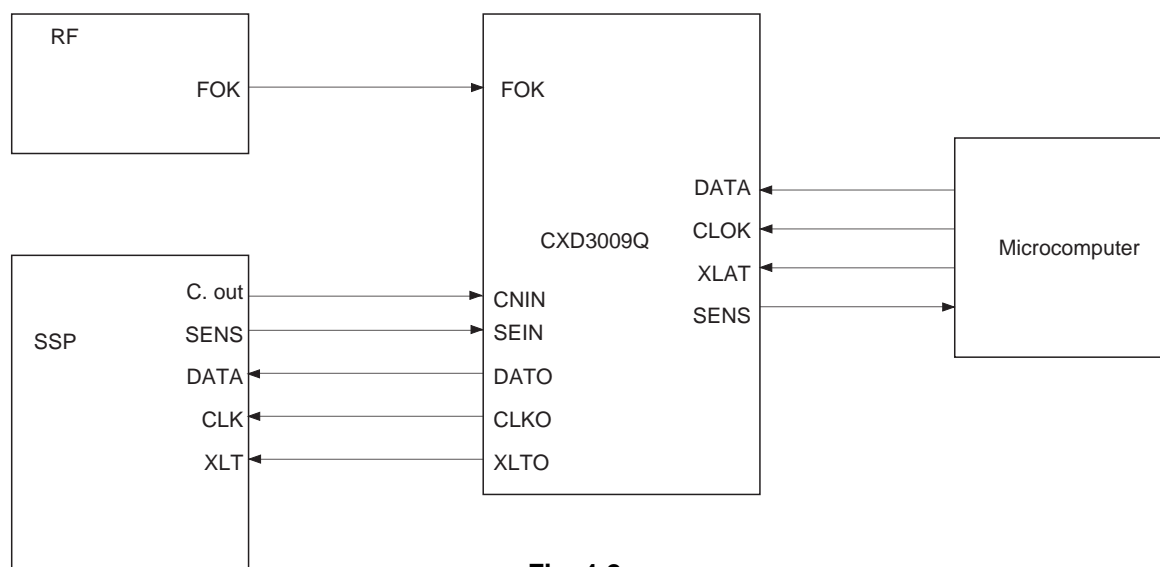 RF
FOK
FOK
DATA
CLOK
XLAT
SENS
CXD3009Q
Microcomputer
SSP
C. out
SENS
DATA
CLK
XLT
CNIN
SEIN
DATO
CLKO
XLTO